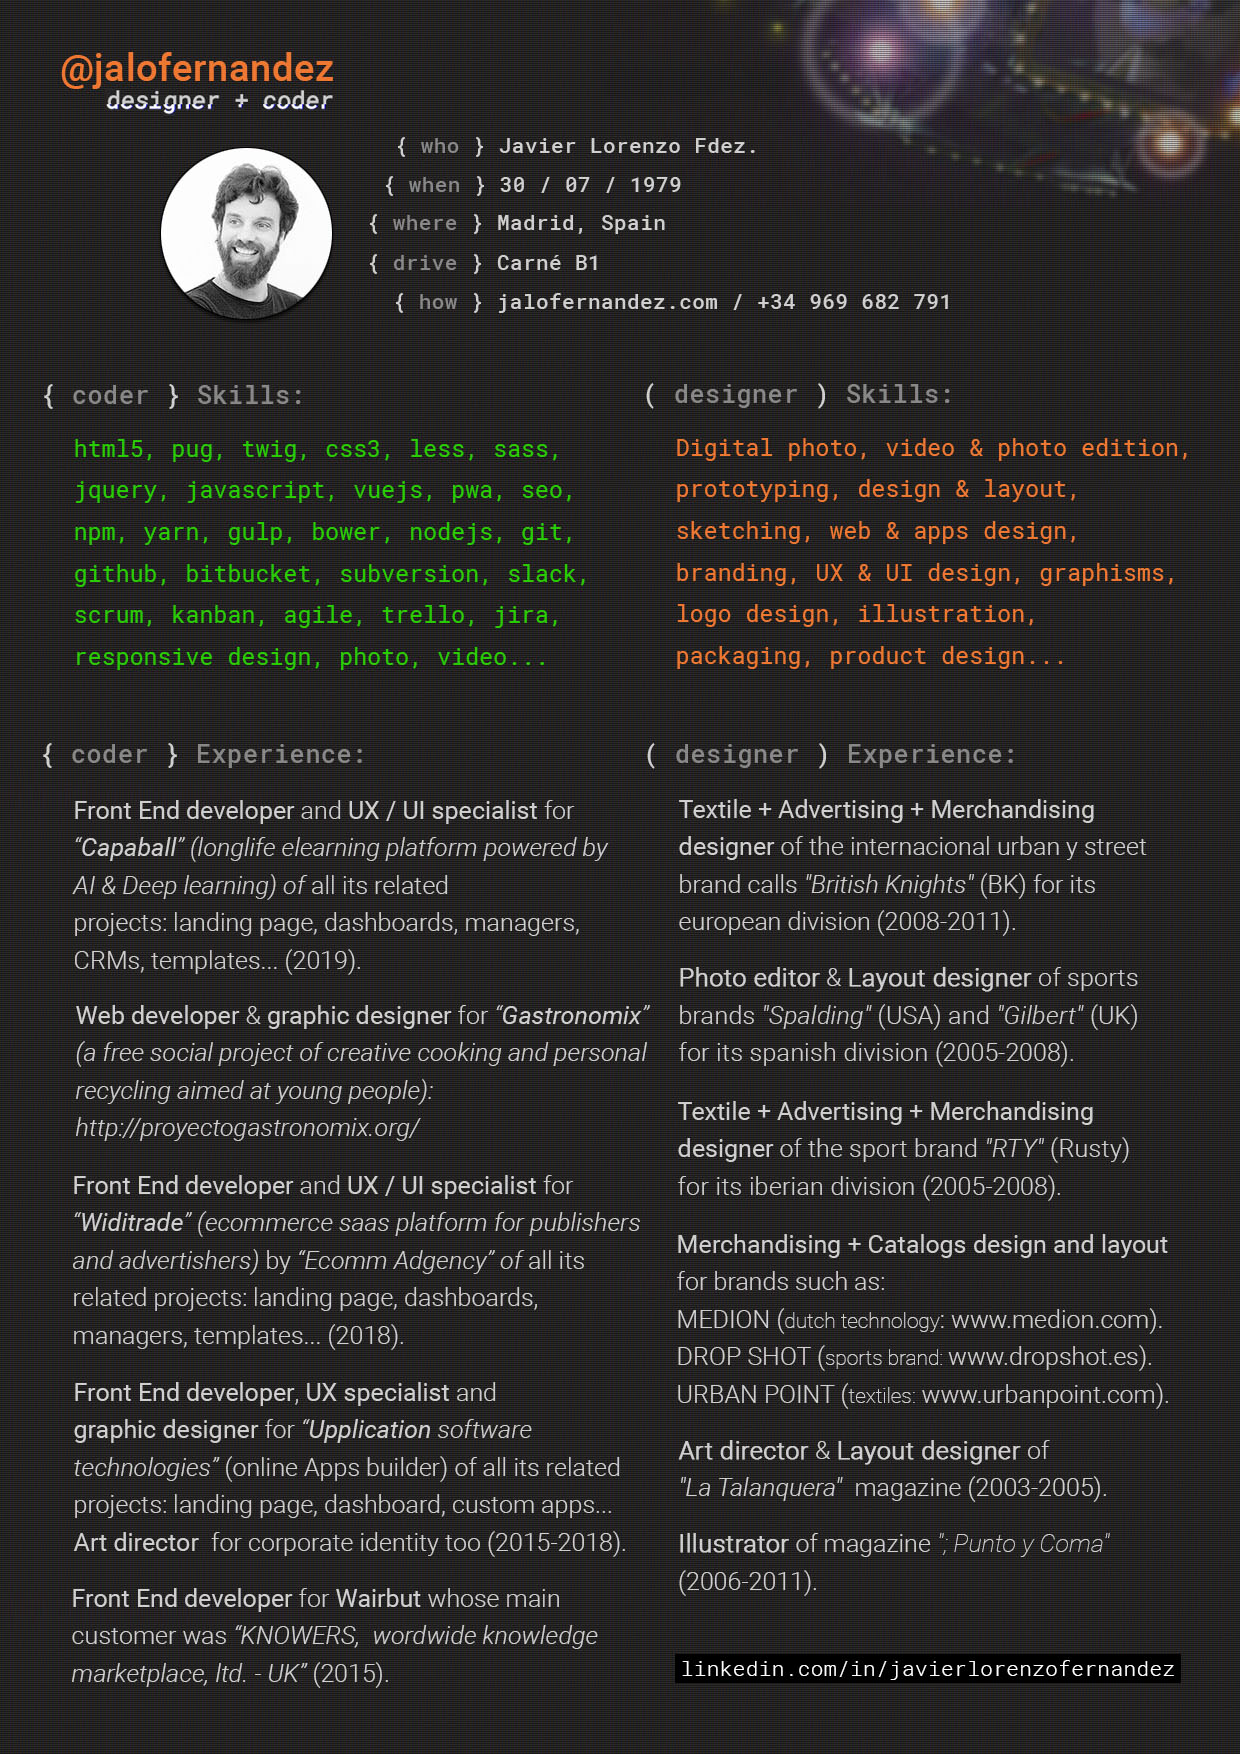 @jalofernandez
designer + coder
{ who } Javier Lorenzo Fdez.
{ when } 30 / 07 / 1979
{ where } Madrid, Spain
{ drive } Carné B1
{ how } jalofernandez.com / +34 969 682 791
{ coder } Skills:
html5, pug, twig, css3, less, sass,
jquery, javascript, vuejs, pwa, seo,
npm, yarn, gulp, bower, nodejs, git,
github, bitbucket, subversion, slack,
scrum, kanban, agile, trello, jira,
responsive design, photo, video...
( designer ) Skills:
Digital photo, video & photo edition,
prototyping, design & layout,
sketching, web & apps design,
branding, UX & UI design, graphisms,
logo design, illustration,
packaging, product design...
{ coder } Experience:
Front End developer and UX / UI specialist for
“Capaball” (longlife elearning platform powered by
AI & Deep learning) of all its related
projects: landing page, dashboards, managers,
CRMs, templates... (2019).
Web developer & graphic designer for “Gastronomix”
(a free social project of creative cooking and personal
recycling aimed at young people):
http://proyectogastronomix.org/
Front End developer and UX / UI specialist for
“Widitrade” (ecommerce saas platform for publishers
and advertishers) by “Ecomm Adgency” of all its
related projects: landing page, dashboards,
managers, templates... (2018).
Front End developer, UX specialist and
graphic designer for “Upplication software
technologies” (online Apps builder) of all its related
projects: landing page, dashboard, custom apps...
Art director for corporate identity too (2015-2018).
Front End developer for Wairbut whose main
customer was “KNOWERS, wordwide knowledge
marketplace, ltd. - UK” (2015).
( designer ) Experience:
Textile + Advertising + Merchandising
designer of the internacional urban y street
brand calls "British Knights" (BK) for its
european division (2008-2011).
Photo editor & Layout designer of sports
brands "Spalding" (USA) and "Gilbert" (UK)
for its spanish division (2005-2008).
Textile + Advertising + Merchandising
designer of the sport brand "RTY" (Rusty)
for its iberian division (2005-2008).
Merchandising + Catalogs design and layout
for brands such as:
MEDION (dutch technology: www.medion.com).
DROP SHOT (sports brand: www.dropshot.es).
URBAN POINT (textiles: www.urbanpoint.com).
Art director & Layout designer of
"La Talanquera" magazine (2003-2005).
Illustrator of magazine "; Punto y Coma"
(2006-2011).
linkedin.com/in/javierlorenzofernandez